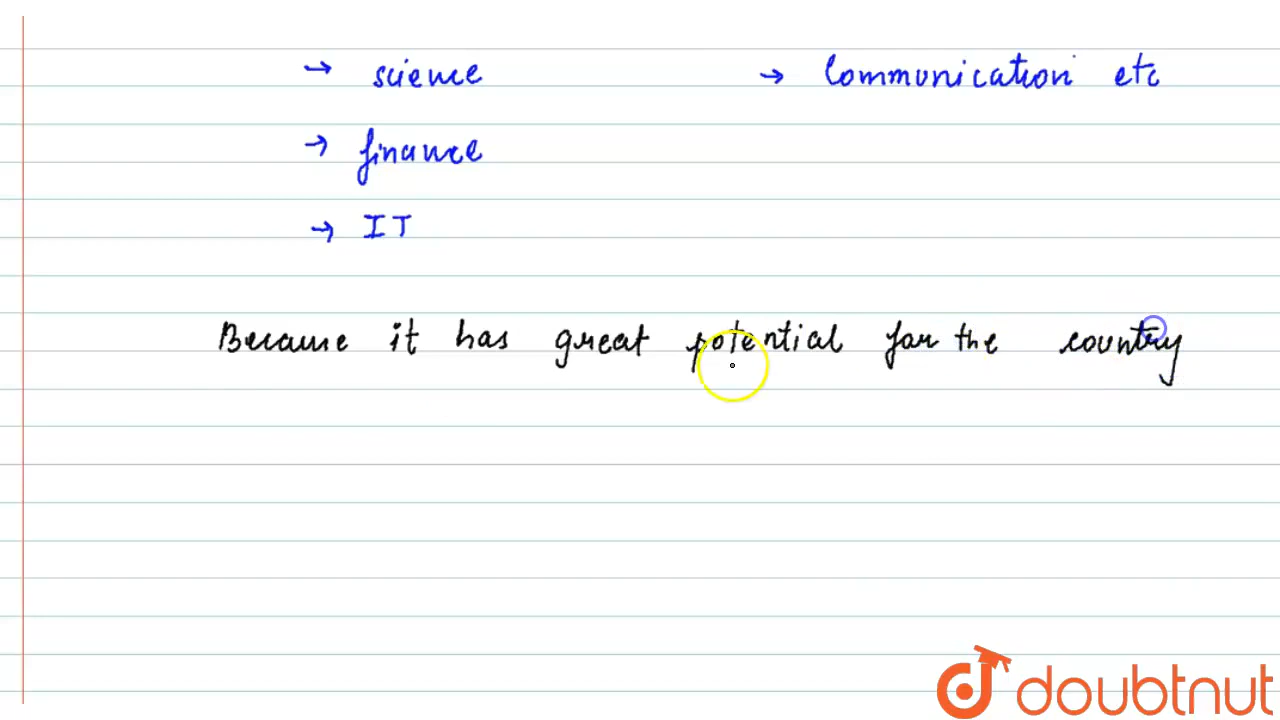 → science → Communication etc
→ finance
→ IT
Because it has great potential for the country
doubtnut